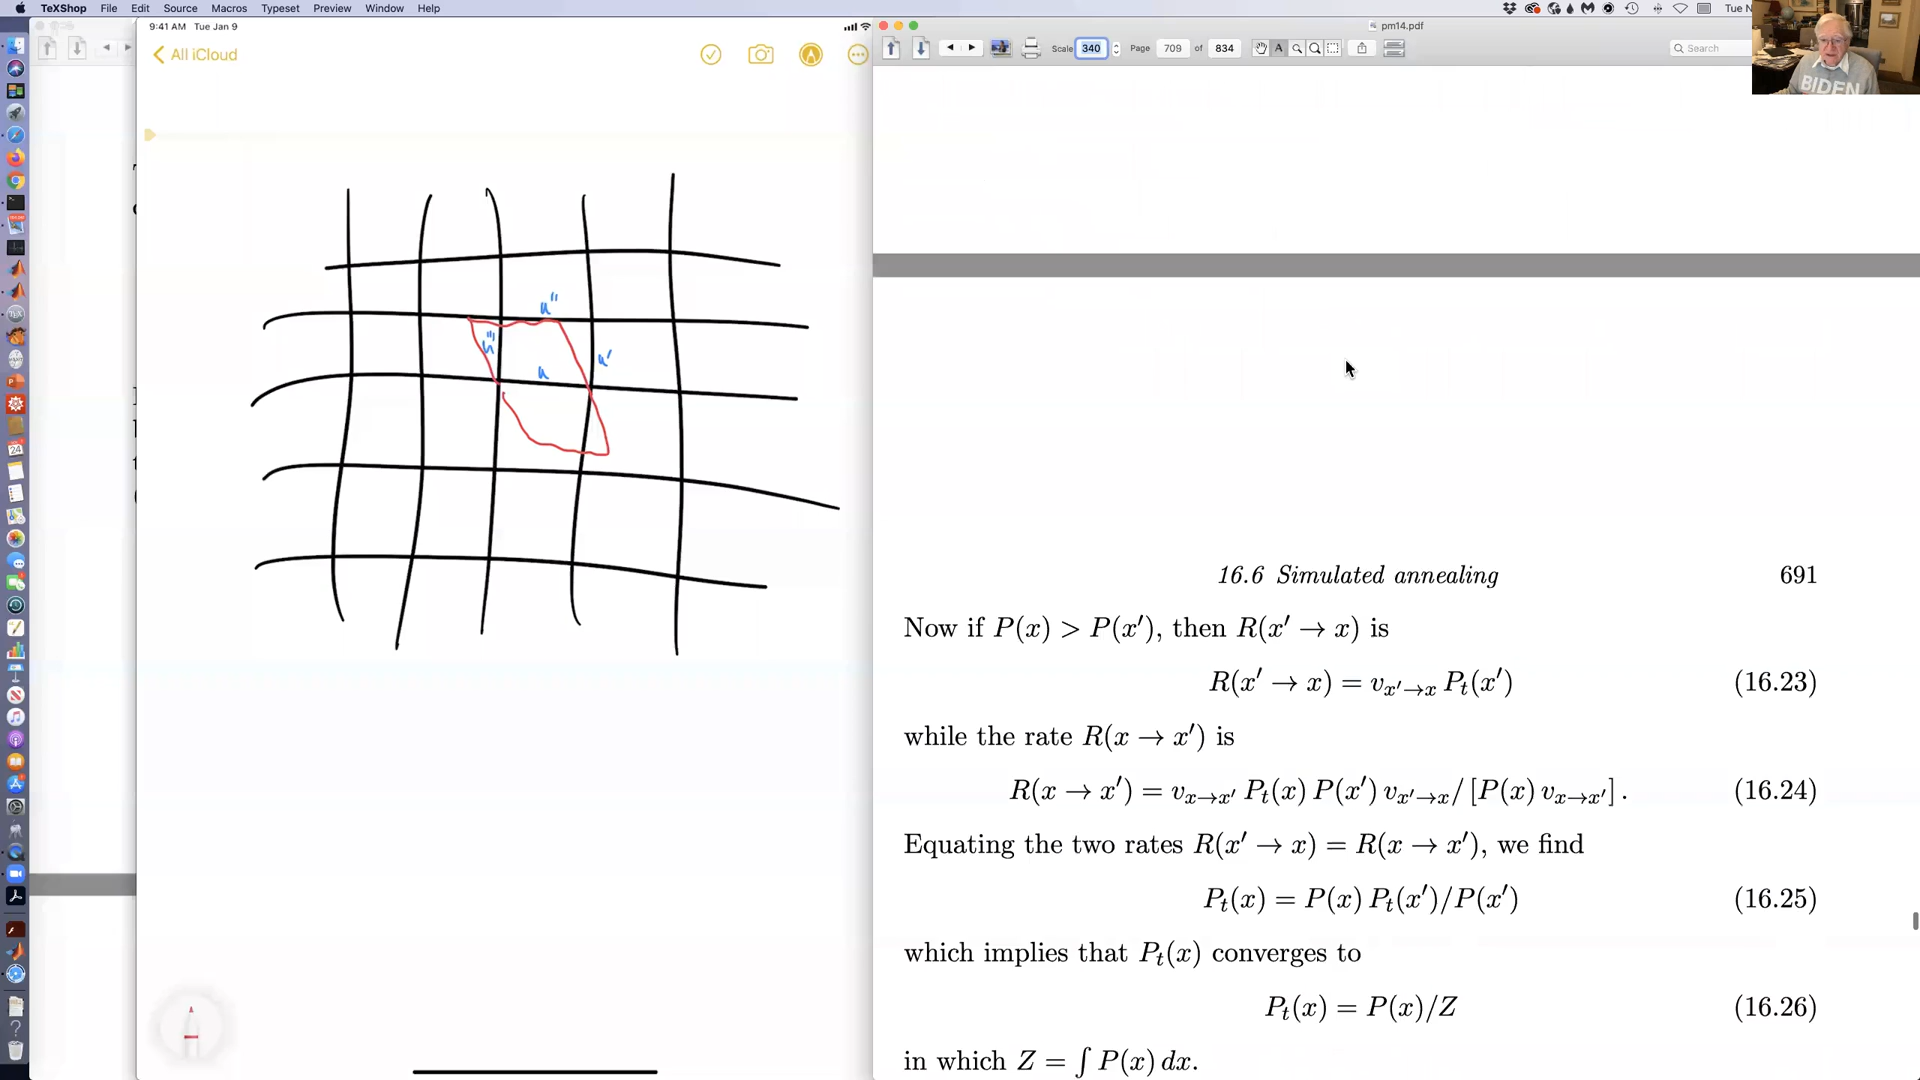 TeXShop File Edit Source Macros Typeset Preview Window Help
9:41 AM Tue Jan 9
All iCloud
pm14.pdf
Scale 340 Page 709 of 834
Search
BIDEN
u"
u'''
u'
u
16.6 Simulated annealing 691
Now if P(x) > P(x′), then R(x′ → x) is
R(x′ → x) = v_{x′→x} P_t(x′) (16.23)
while the rate R(x → x′) is
R(x → x′) = v_{x→x′} P_t(x) P(x′) v_{x′→x}/ [P(x) v_{x→x′}] . (16.24)
Equating the two rates R(x′ → x) = R(x → x′), we find
P_t(x) = P(x) P_t(x′)/P(x′) (16.25)
which implies that P_t(x) converges to
P_t(x) = P(x)/Z (16.26)
in which Z = ∫ P(x) dx.